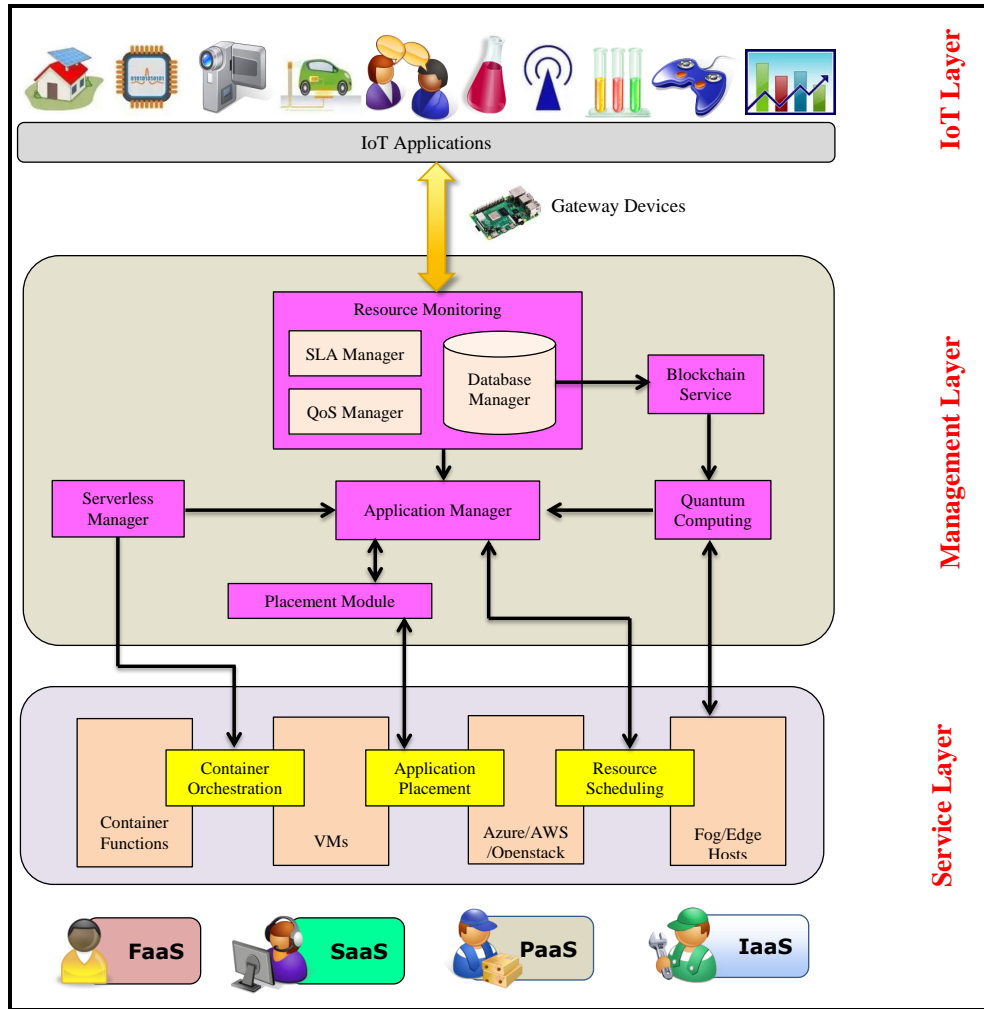 IoT Layer
IoT Applications
Gateway Devices
Management Layer
Resource Monitoring
SLA Manager
QoS Manager
Database
Manager
Blockchain
Service
Serverless
Manager
Application Manager
Quantum
Computing
Placement Module
Service Layer
Container
Orchestration
Application
Placement
Resource
Scheduling
Container
Functions
VMs
Azure/AWS
/Openstack
Fog/Edge
Hosts
FaaS
SaaS
PaaS
IaaS